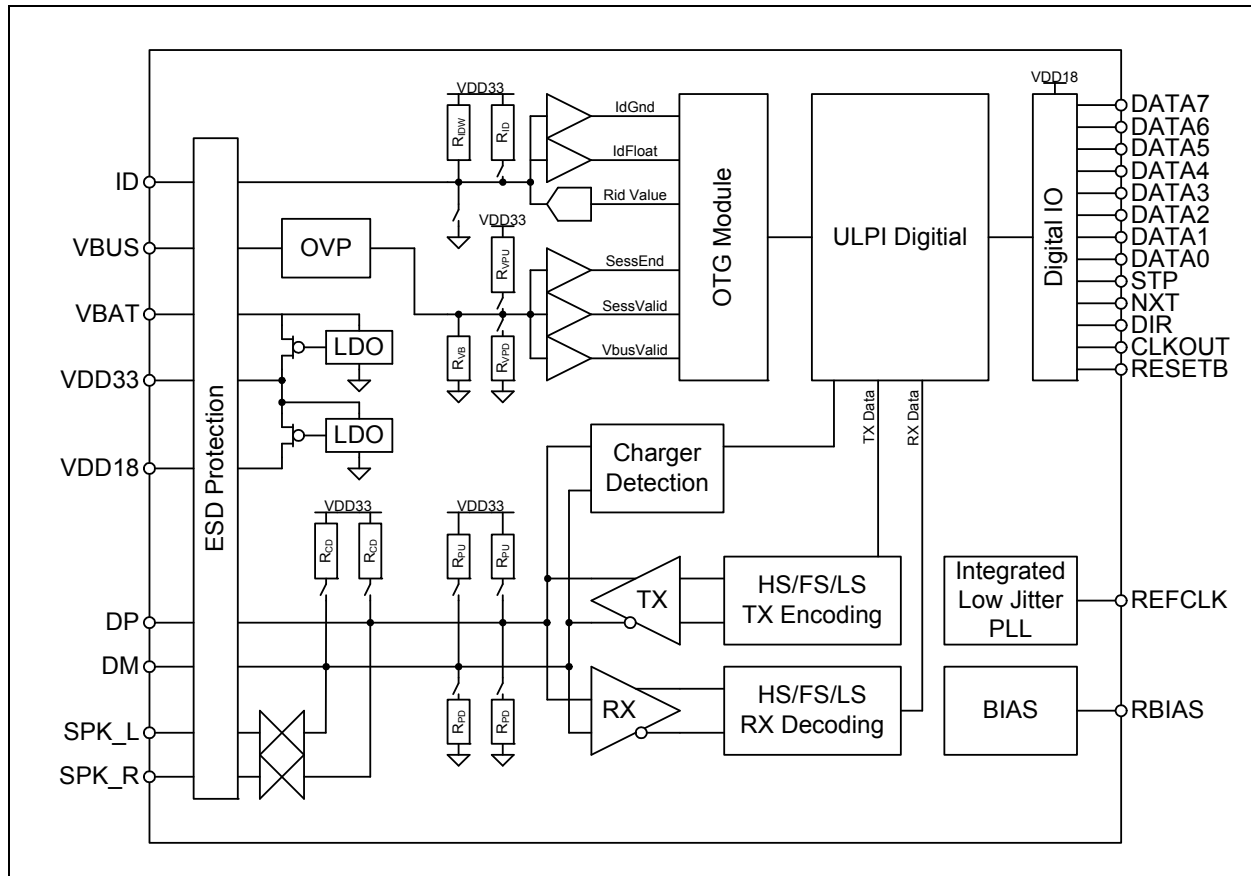 VDD33
RIDW
RID
IdGnd
IdFloat
Rid Value
OTG Module
ULPI Digitial
VDD18
Digital IO
DATA7
DATA6
DATA5
DATA4
DATA3
DATA2
DATA1
DATA0
STP
NXT
DIR
CLKOUT
RESETB
ID
VBUS
VBAT
VDD33
VDD18
ESD Protection
OVP
LDO
LDO
VDD33
RVPU
RVB
RVPD
SessEnd
SessValid
VbusValid
TX Data
RX Data
Charger
Detection
VDD33
RCD
RCD
VDD33
RPU
RPU
RPD
RPD
TX
HS/FS/LS
TX Encoding
RX
HS/FS/LS
RX Decoding
Integrated
Low Jitter
PLL
REFCLK
BIAS
RBIAS
DP
DM
SPK_L
SPK_R